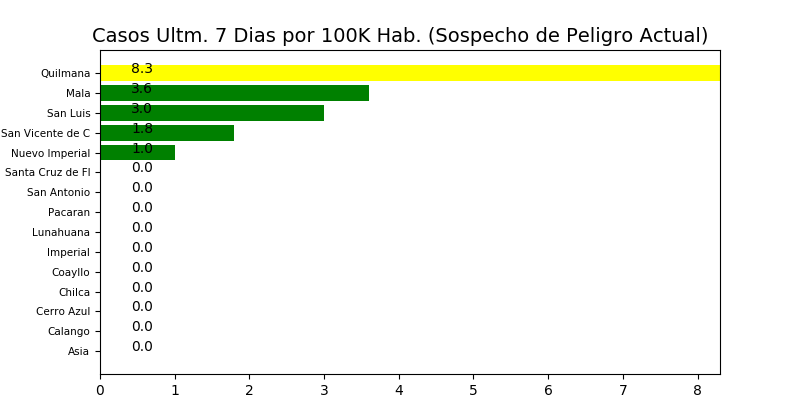 Casos Ultm. 7 Dias por 100K Hab. (Sospecho de Peligro Actual)
Quilmana 8.3
Mala 3.6
San Luis 3.0
San Vicente de C 1.8
Nuevo Imperial 1.0
Santa Cruz de Fl 0.0
San Antonio 0.0
Pacaran 0.0
Lunahuana 0.0
Imperial 0.0
Coayllo 0.0
Chilca 0.0
Cerro Azul 0.0
Calango 0.0
Asia 0.0
0 1 2 3 4 5 6 7 8